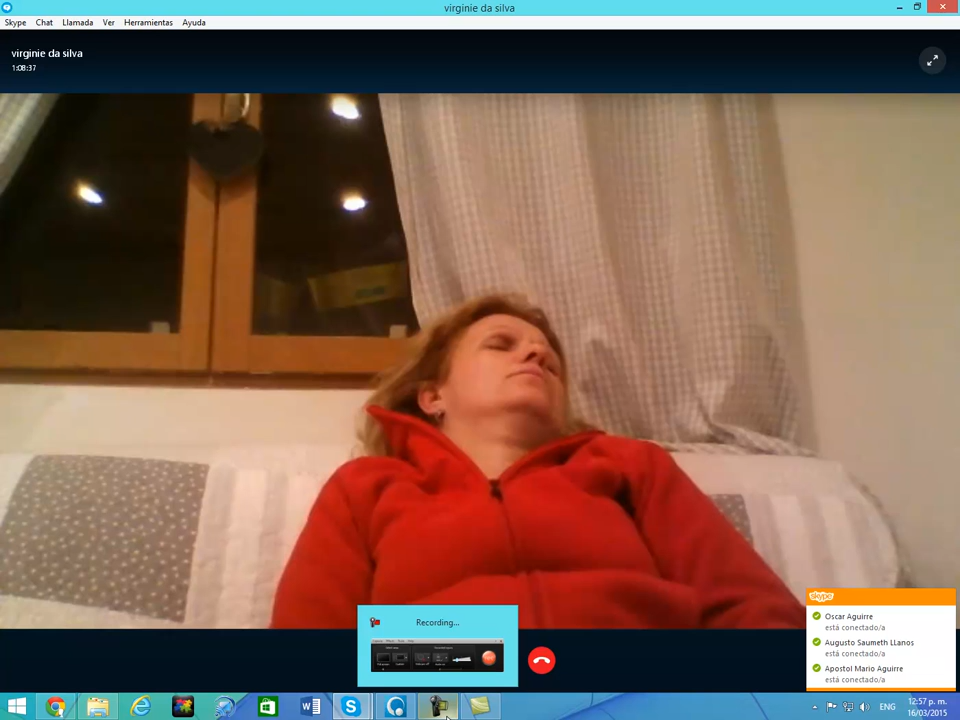 virginie da silva
Skype Chat Llamada Ver Herramientas Ayuda
virginie da silva
1:08:37
Recording...
skype
Oscar Aguirre
está conectado/a
Augusto Saumeth LLanos
está conectado/a
Apostol Mario Aguirre
está conectado/a
ENG
12:57 p. m.
16/03/2015